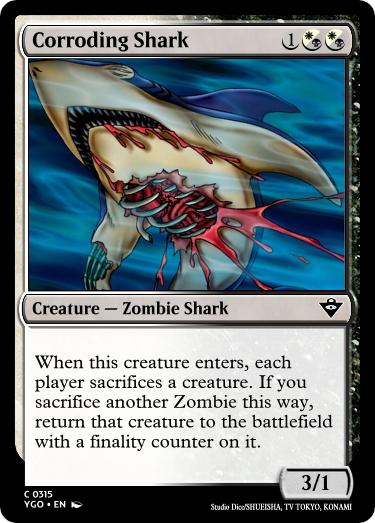 Corroding Shark 1
Creature — Zombie Shark
When this creature enters, each
player sacrifices a creature. If you
sacrifice another Zombie this way,
return that creature to the battlefield
with a finality counter on it.
3/1
C 0315
YGO • EN
Studio Dice/SHUEISHA, TV TOKYO, KONAMI